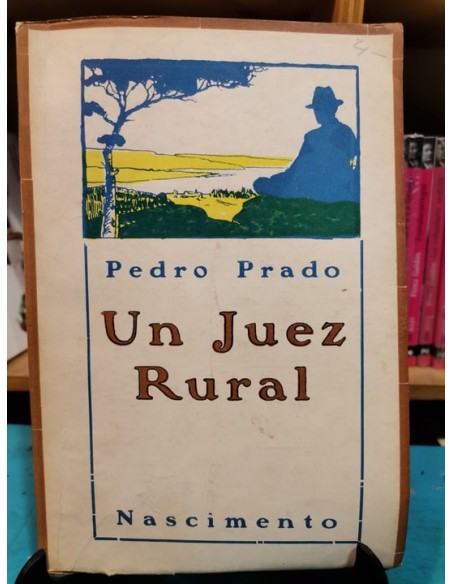 Pedro Prado
Un Juez
Rural
Nascimento